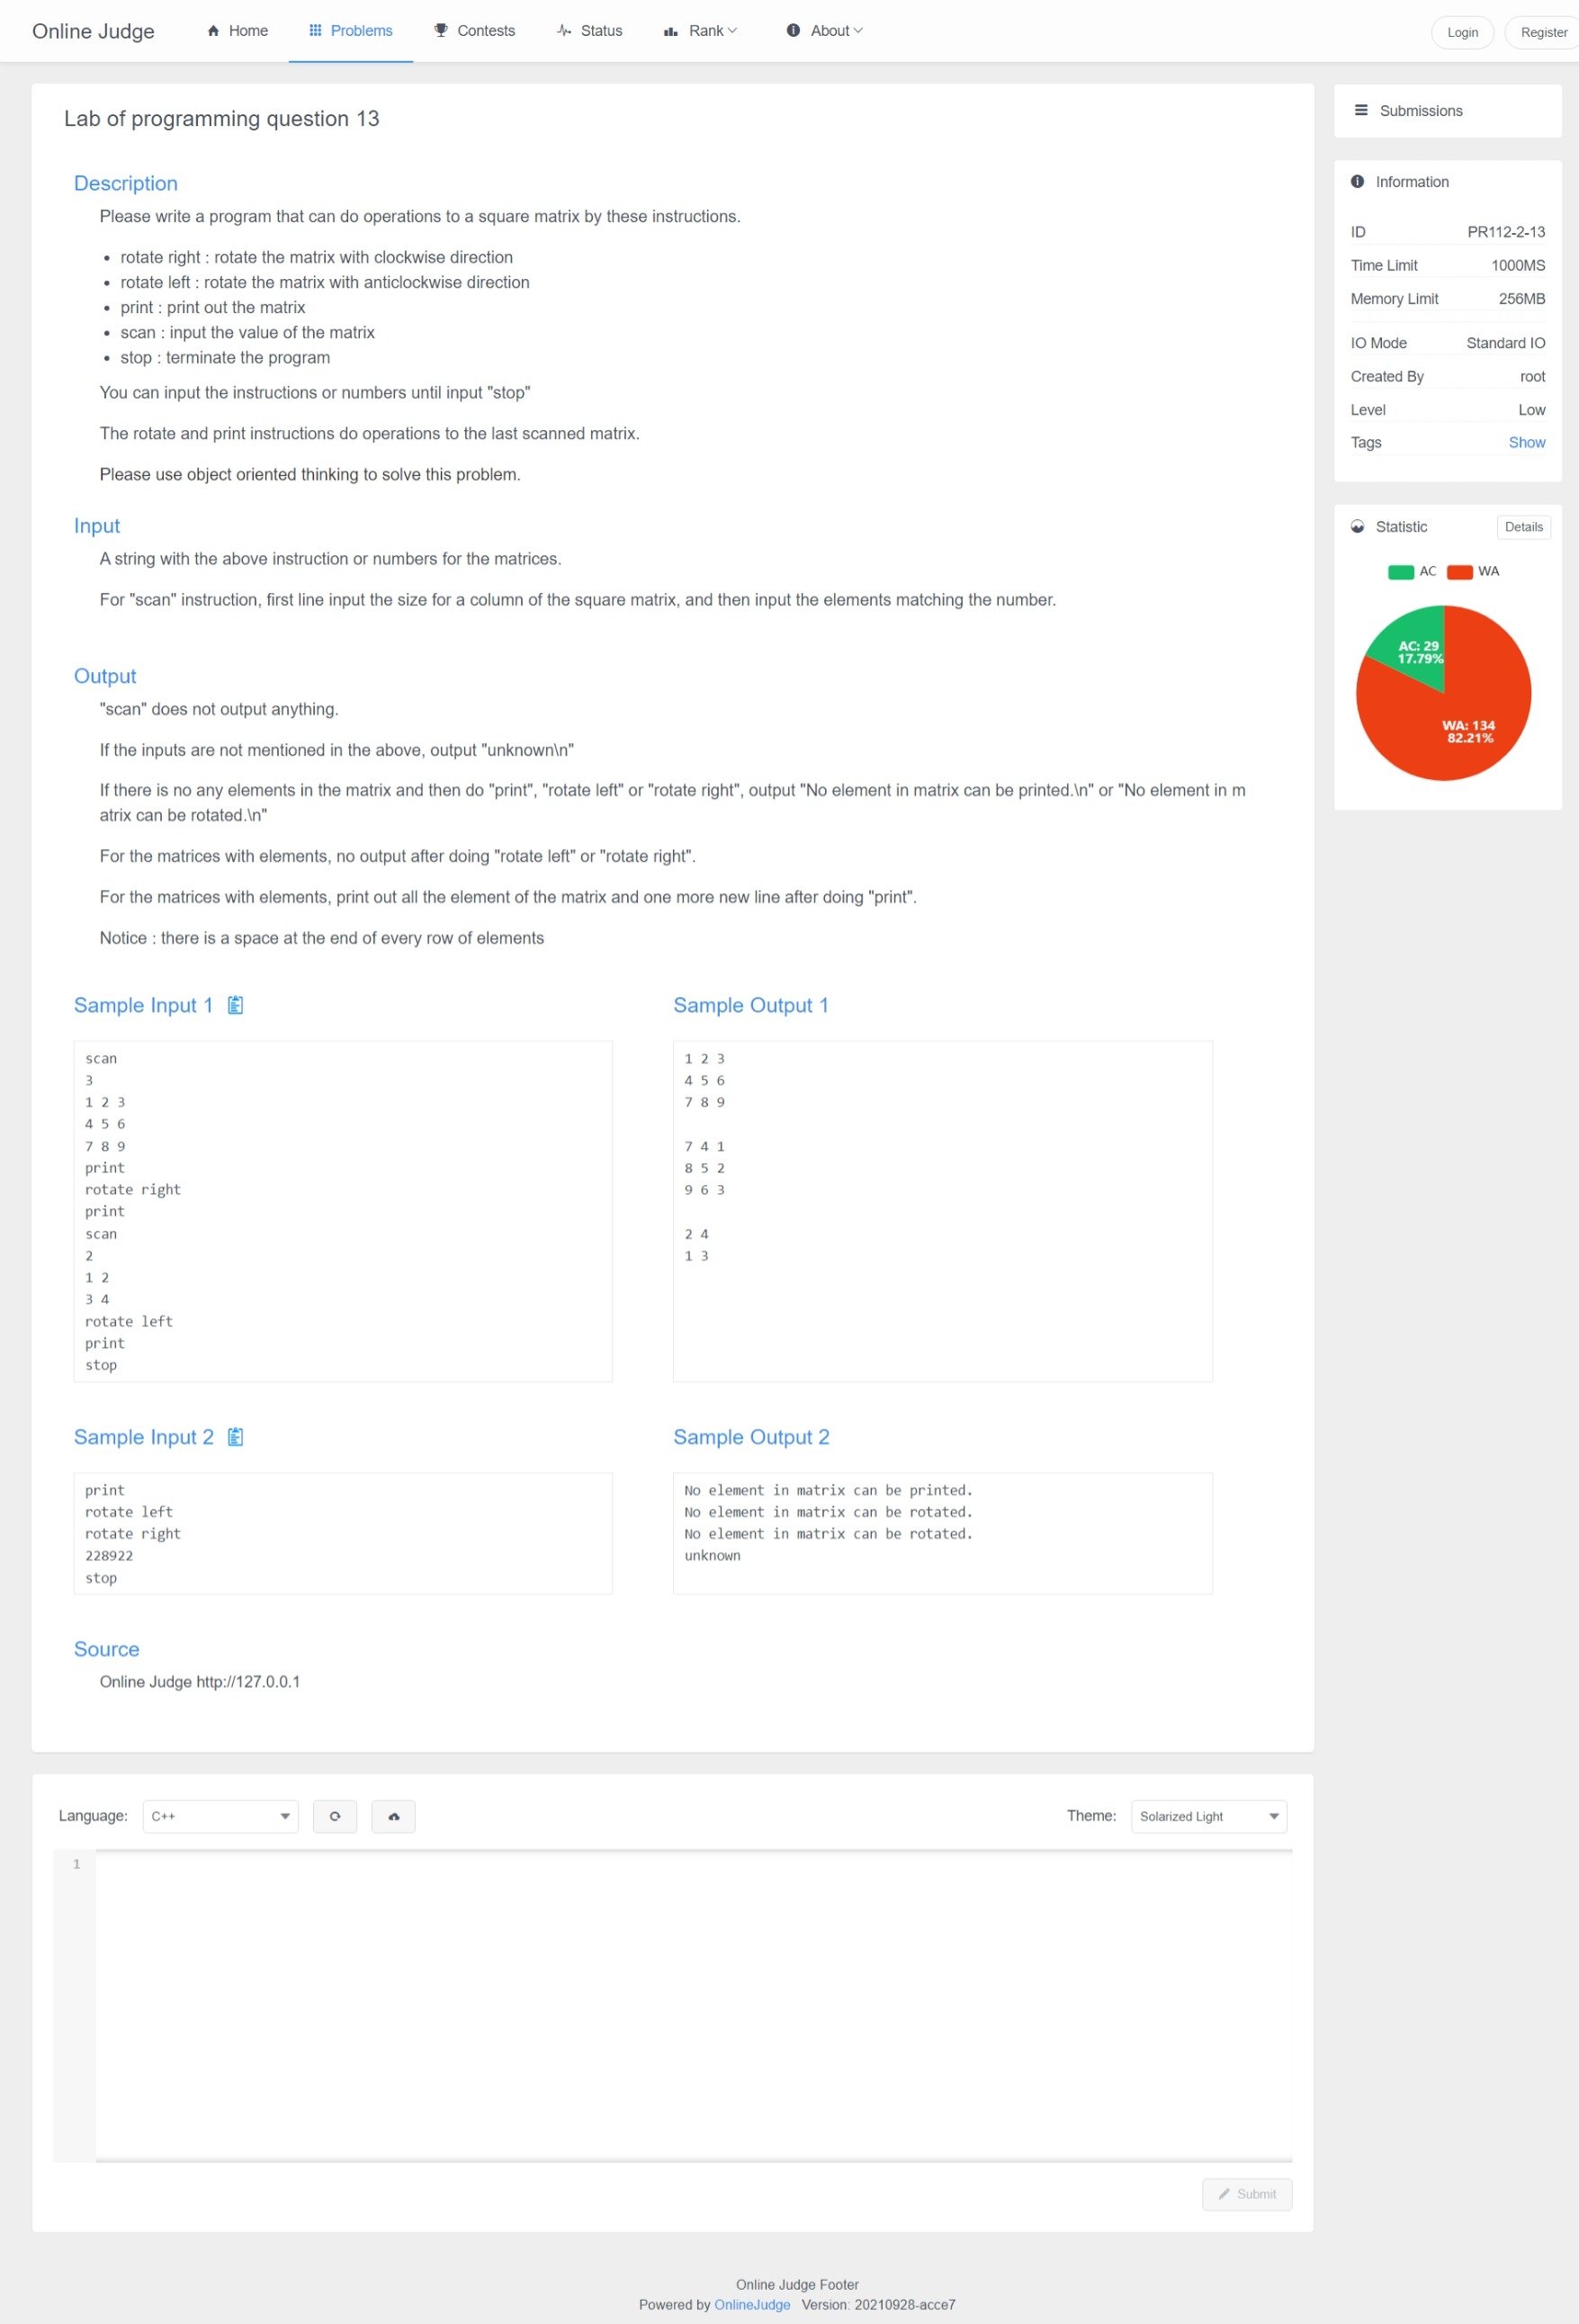 Online Judge
Home
Problems
Contests
Status
Rank
About
Login
Register
Lab of programming question 13
Description
Please write a program that can do operations to a square matrix by these instructions.
rotate right : rotate the matrix with clockwise direction
rotate left : rotate the matrix with anticlockwise direction
print : print out the matrix
scan : input the value of the matrix
stop : terminate the program
You can input the instructions or numbers until input "stop"
The rotate and print instructions do operations to the last scanned matrix.
Please use object oriented thinking to solve this problem.
Input
A string with the above instruction or numbers for the matrices.
For "scan" instruction, first line input the size for a column of the square matrix, and then input the elements matching the number.
Output
"scan" does not output anything.
If the inputs are not mentioned in the above, output "unknown\n"
If there is no any elements in the matrix and then do "print", "rotate left" or "rotate right", output "No element in matrix can be printed.\n" or "No element in m
atrix can be rotated.\n"
For the matrices with elements, no output after doing "rotate left" or "rotate right".
For the matrices with elements, print out all the element of the matrix and one more new line after doing "print".
Notice : there is a space at the end of every row of elements
Sample Input 1
scan
3
1 2 3
4 5 6
7 8 9
print
rotate right
print
scan
2
1 2
3 4
rotate left
print
stop
Sample Output 1
1 2 3
4 5 6
7 8 9
7 4 1
8 5 2
9 6 3
2 4
1 3
Sample Input 2
print
rotate left
rotate right
228922
stop
Sample Output 2
No element in matrix can be printed.
No element in matrix can be rotated.
No element in matrix can be rotated.
unknown
Source
Online Judge http://127.0.0.1
Submissions
Information
ID PR112-2-13
Time Limit 1000MS
Memory Limit 256MB
IO Mode Standard IO
Created By root
Level Low
Tags Show
Statistic
Details
AC WA
AC: 29
17.79%
WA: 134
82.21%
Language: C++
Theme: Solarized Light
1
Submit
Online Judge Footer
Powered by OnlineJudge Version: 20210928-acce7